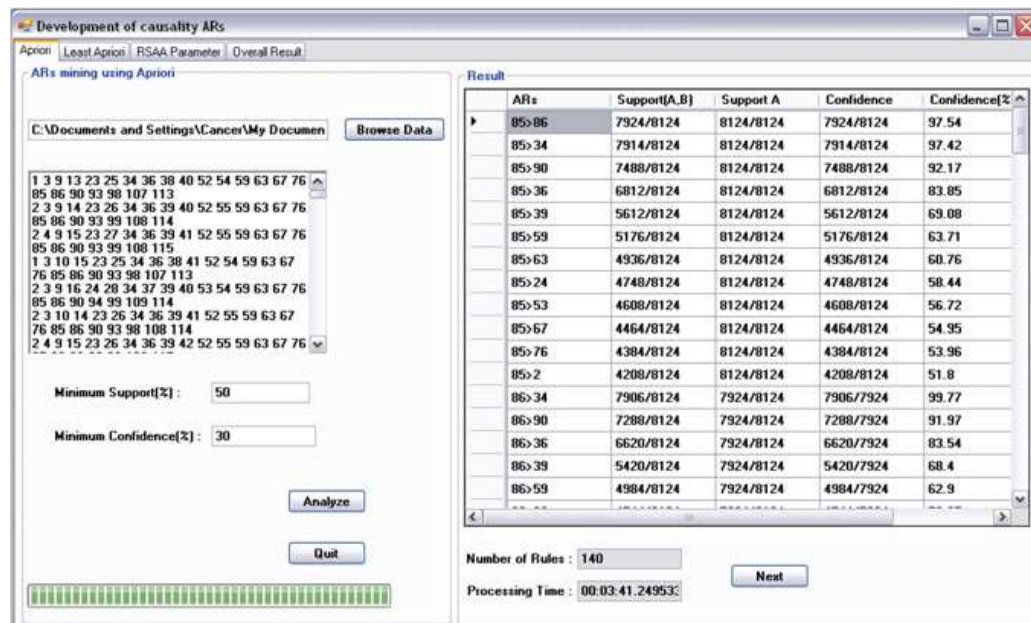 Development of causality ARs
Apriori Least Apriori RSAA Parameter Overall Result
ARs mining using Apriori
C:\Documents and Settings\Cancer\My Documen Browse Data
1 3 9 13 23 25 34 36 38 40 52 54 59 63 67 76
85 86 90 93 98 107 113
2 3 9 14 23 26 34 36 39 40 52 55 59 63 67 76
85 86 90 93 99 108 114
2 4 9 15 23 27 34 36 39 41 52 55 59 63 67 76
85 86 90 93 99 108 115
1 3 10 15 23 25 34 36 38 41 52 54 59 63 67
76 85 86 90 93 98 107 113
2 3 9 16 24 28 34 37 39 40 53 54 59 63 67 76
85 86 90 94 99 109 114
2 3 10 14 23 26 34 36 39 41 52 55 59 63 67
76 85 86 90 93 98 108 114
2 4 9 15 23 26 34 36 39 42 52 55 59 63 67 76
Minimum Support(%) : 50
Minimum Confidence(%) : 30
Analyze
Quit
Result
ARs Support(A,B) Support A Confidence Confidence(%
85>86 7924/8124 8124/8124 7924/8124 97.54
85>34 7914/8124 8124/8124 7914/8124 97.42
85>90 7488/8124 8124/8124 7488/8124 92.17
85>36 6812/8124 8124/8124 6812/8124 83.85
85>39 5612/8124 8124/8124 5612/8124 69.08
85>59 5176/8124 8124/8124 5176/8124 63.71
85>63 4936/8124 8124/8124 4936/8124 60.76
85>24 4748/8124 8124/8124 4748/8124 58.44
85>53 4608/8124 8124/8124 4608/8124 56.72
85>67 4464/8124 8124/8124 4464/8124 54.95
85>76 4384/8124 8124/8124 4384/8124 53.96
85>2 4208/8124 8124/8124 4208/8124 51.8
86>34 7906/8124 7924/8124 7906/7924 99.77
86>90 7288/8124 7924/8124 7288/7924 91.97
86>36 6620/8124 7924/8124 6620/7924 83.54
86>39 5420/8124 7924/8124 5420/7924 68.4
86>59 4984/8124 7924/8124 4984/7924 62.9
Number of Rules : 140
Next
Processing Time : 00:03:41.249533